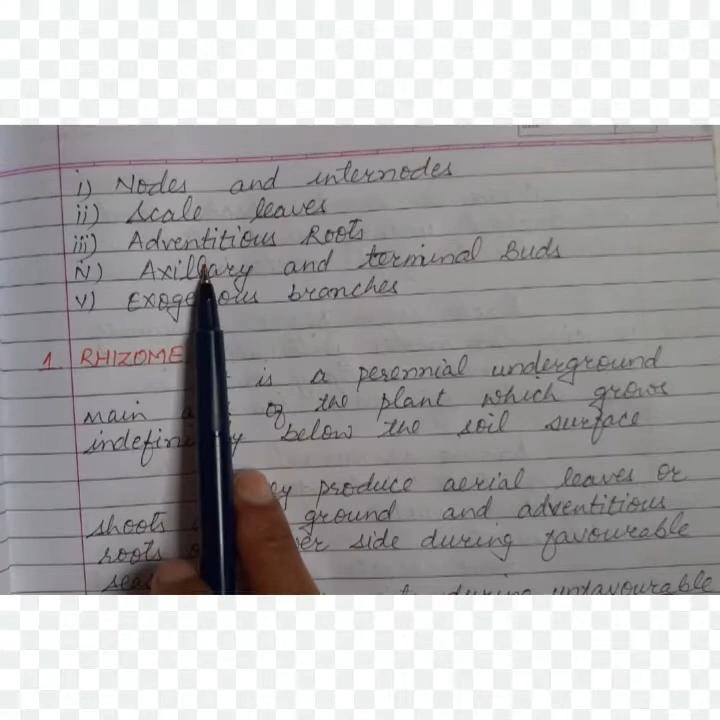 i) Nodes and internodes
ii) Scale leaves
iii) Adventitious Roots
iv) Axillary and terminal Buds
v) Exogenous branches
1. RHIZOME
is a perennial underground
main of the plant which grows
below the soil surface
produce aerial leaves or
shoots ground and adventitious
roots side during favourable
during unfavourable